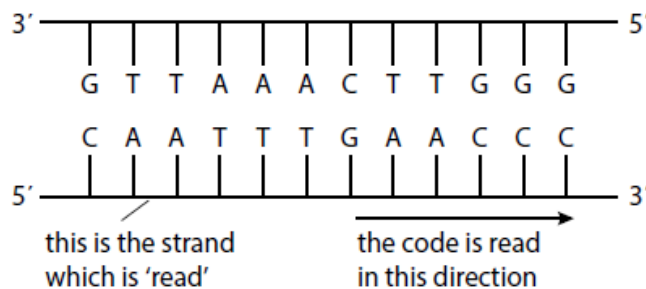 3′ 5′
G T T A A A C T T G G G
C A A T T T G A A C C C
5′ 3′
this is the strand
which is ‘read’
the code is read
in this direction